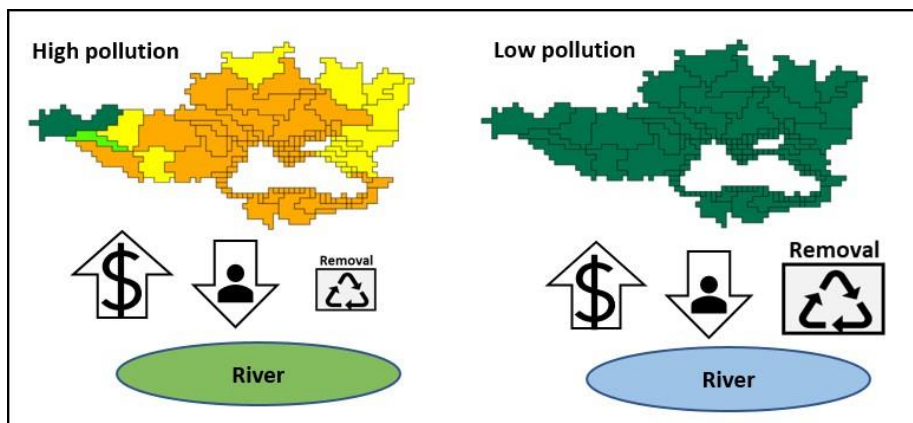 High pollution
Low pollution
$
Removal
$
Removal
River
River